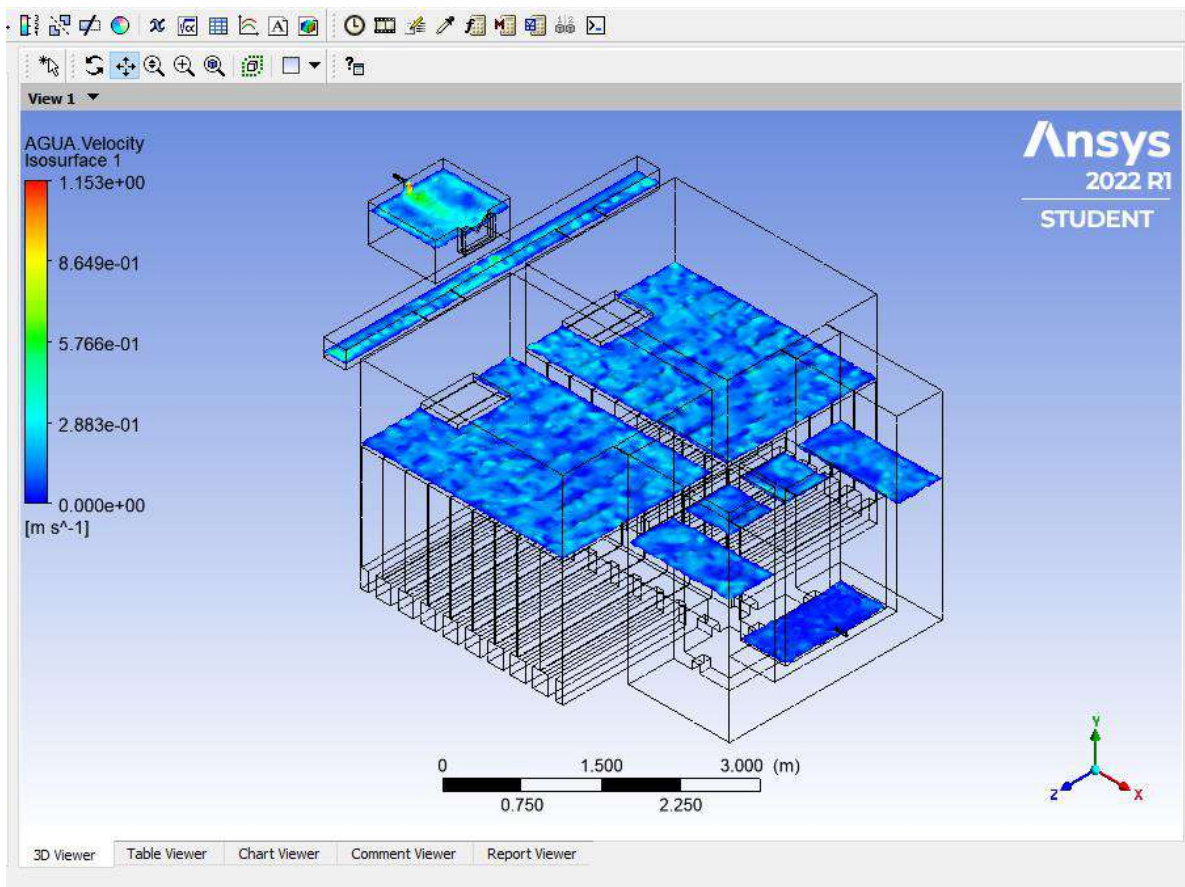 View 1
AGUA.Velocity
Isosurface 1
1.153e+00
8.649e-01
5.766e-01
2.883e-01
0.000e+00
[m s^-1]
Ansys
2022 R1
STUDENT
0 1.500 3.000 (m)
0.750 2.250
Y
Z X
3D Viewer Table Viewer Chart Viewer Comment Viewer Report Viewer